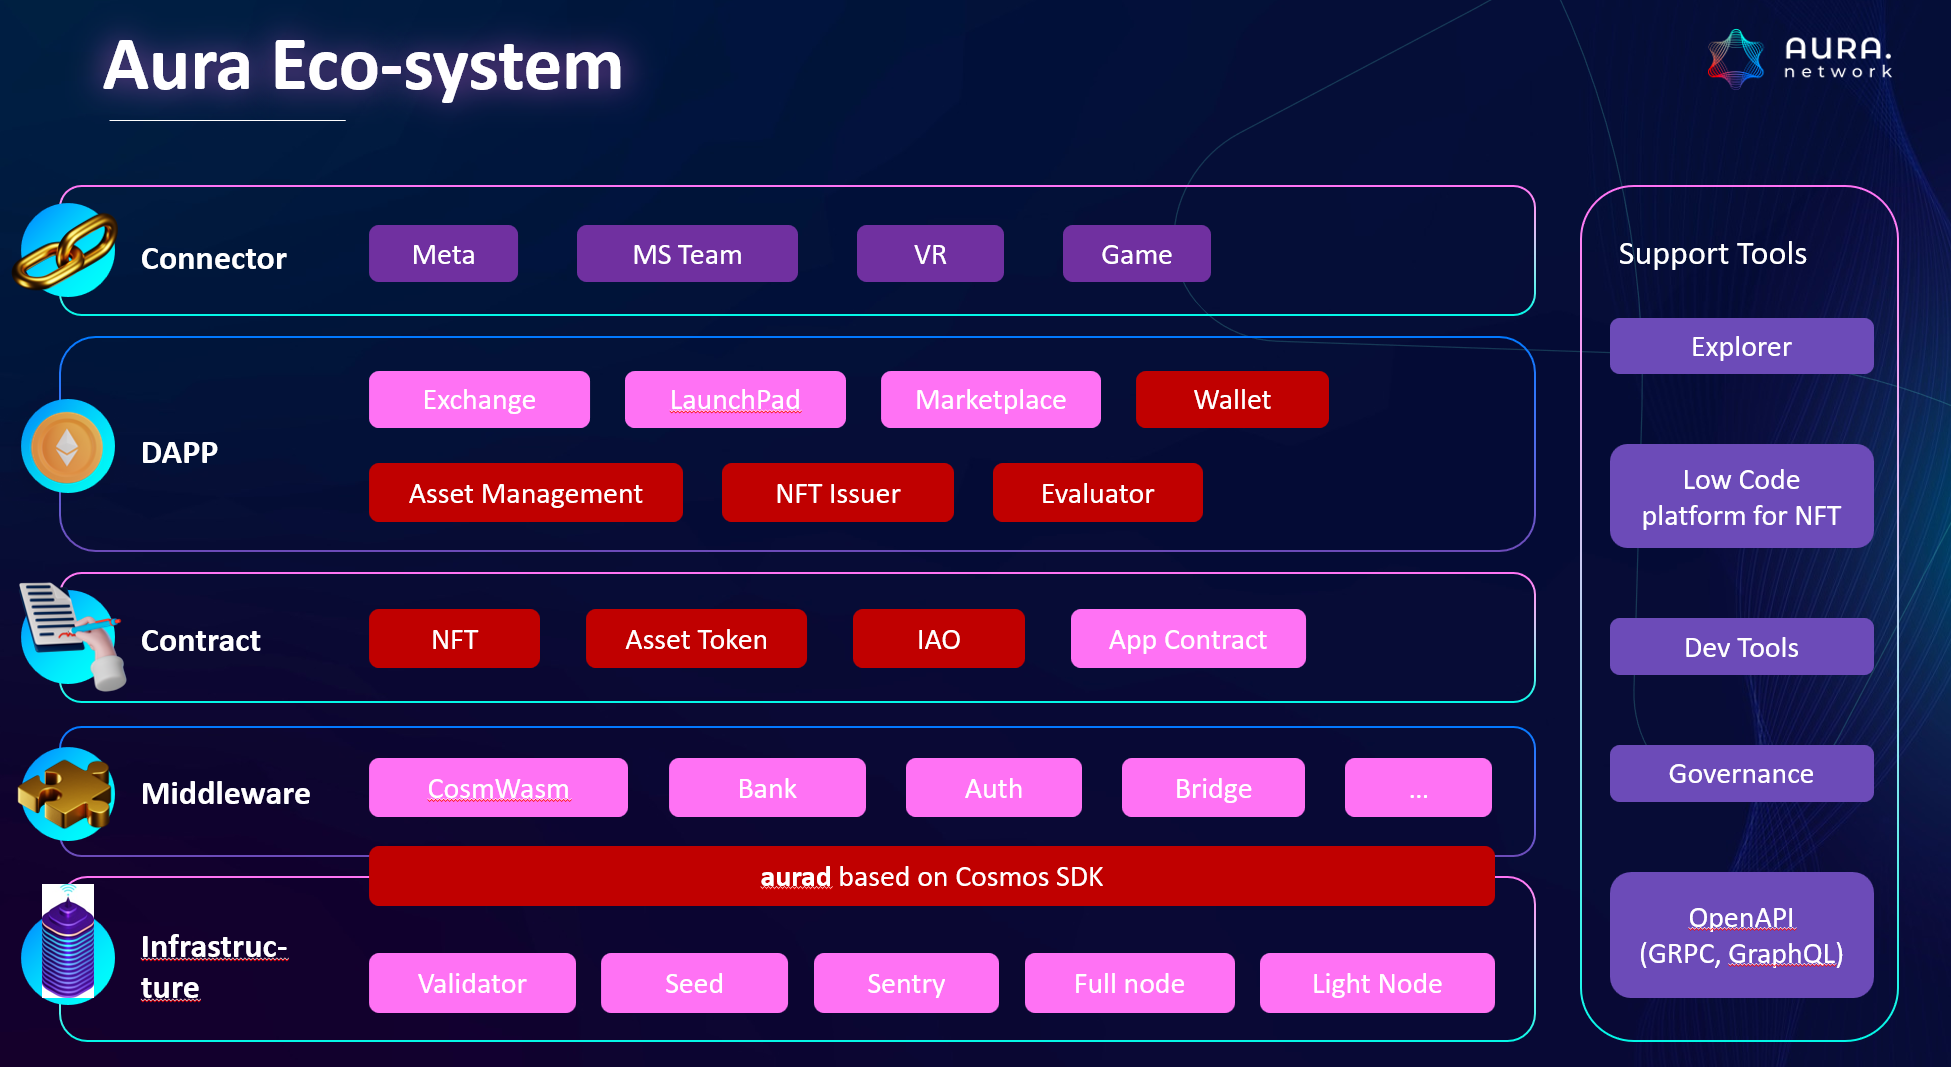 Aura Eco-system
AURA.
network
Connector
Meta
MS Team
VR
Game
DAPP
Exchange
LaunchPad
Marketplace
Wallet
Asset Management
NFT Issuer
Evaluator
Contract
NFT
Asset Token
IAO
App Contract
Middleware
CosmWasm
Bank
Auth
Bridge
...
aurad based on Cosmos SDK
Infrastruc-
ture
Validator
Seed
Sentry
Full node
Light Node
Support Tools
Explorer
Low Code
platform for NFT
Dev Tools
Governance
OpenAPI
(GRPC, GraphQL)